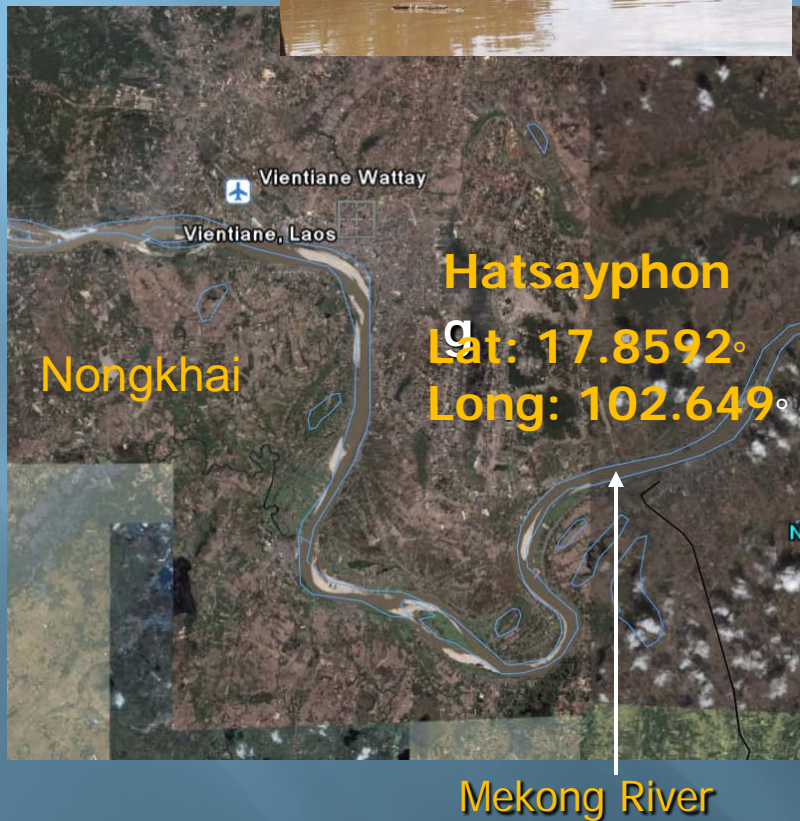 Vientiane Wattay
Vientiane, Laos
Hatsayphon
g
Lat: 17.8592°
Long: 102.649°
Nongkhai
N
Mekong River